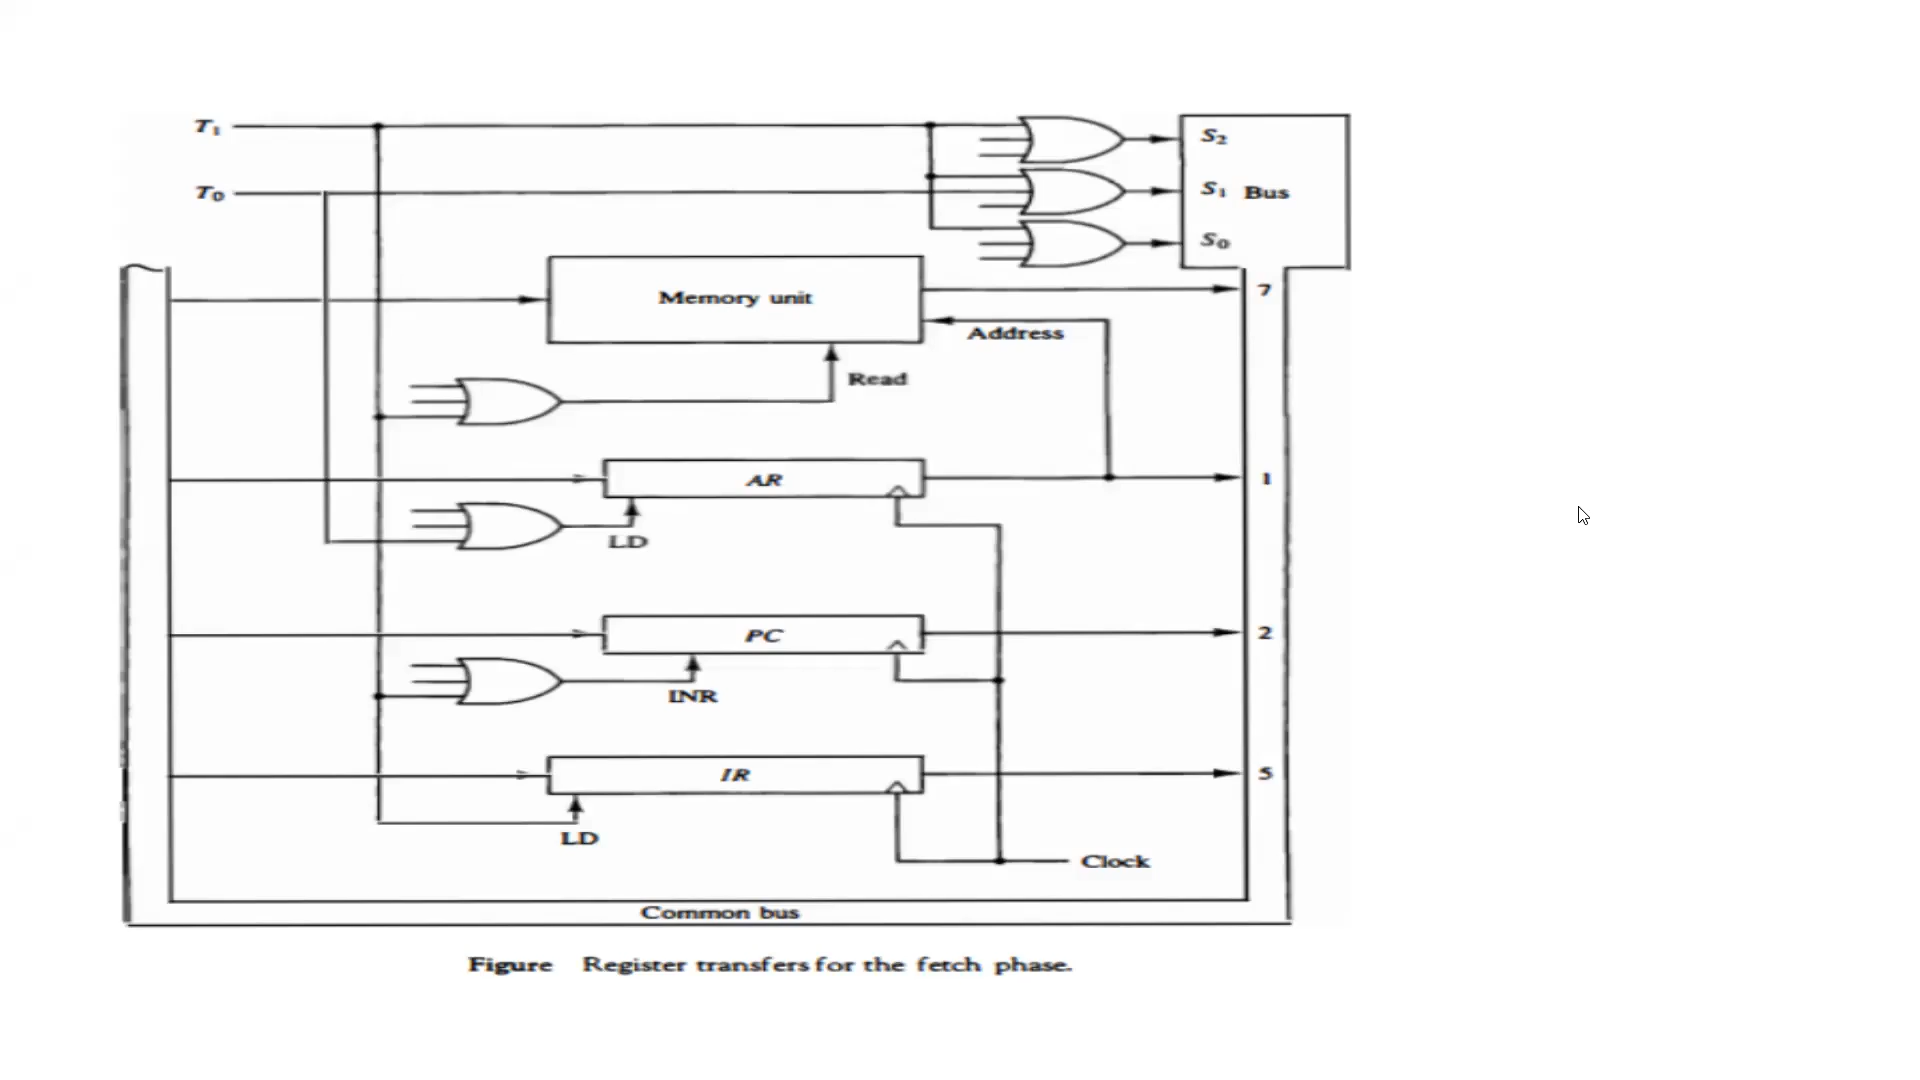 T₁
S₂
T₀
S₁ Bus
S₀
7
Memory unit
Address
Read
AR
1
LD
PC
2
INR
IR
5
LD
Clock
Common bus
Figure Register transfers for the fetch phase.